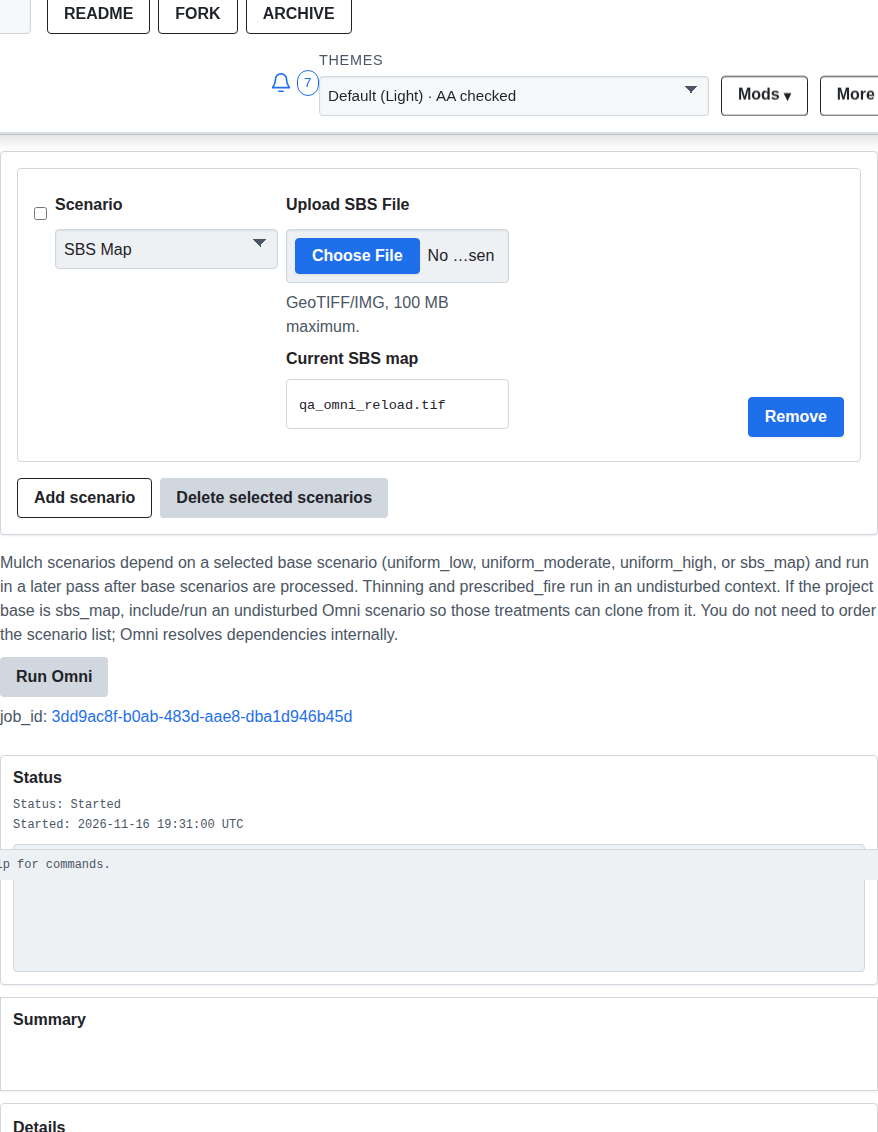 README FORK ARCHIVE
THEMES
7
Default (Light) · AA checked
Mods ▾
More
Scenario
Upload SBS File
SBS Map
Choose File No …sen
GeoTIFF/IMG, 100 MB
maximum.
Current SBS map
qa_omni_reload.tif
Remove
Add scenario
Delete selected scenarios
Mulch scenarios depend on a selected base scenario (uniform_low, uniform_moderate, uniform_high, or sbs_map) and run
in a later pass after base scenarios are processed. Thinning and prescribed_fire run in an undisturbed context. If the project
base is sbs_map, include/run an undisturbed Omni scenario so those treatments can clone from it. You do not need to order
the scenario list; Omni resolves dependencies internally.
Run Omni
job_id: 3dd9ac8f-b0ab-483d-aae8-dba1d946b45d
Status
Status: Started
Started: 2026-11-16 19:31:00 UTC
lp for commands.
Summary
Details